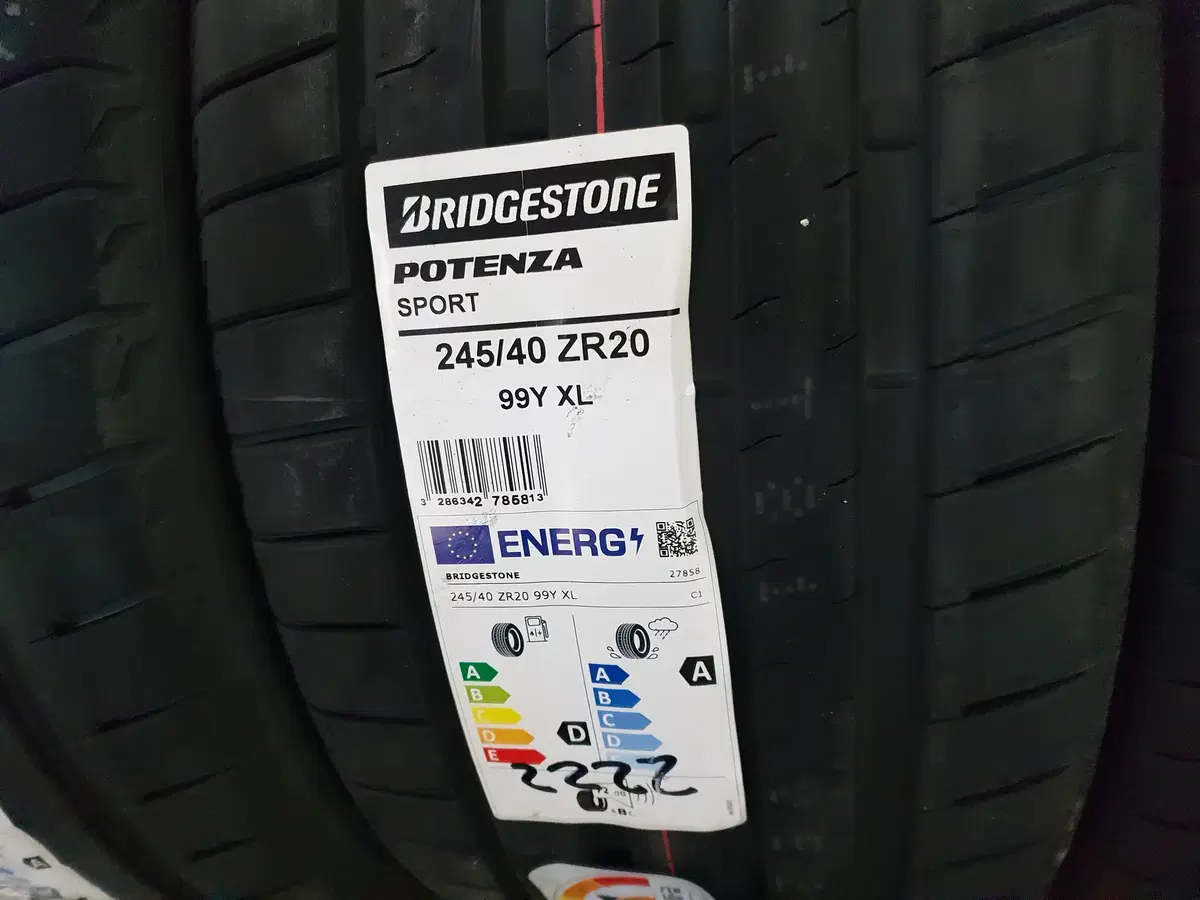 BRIDGESTONE
POTENZA
SPORT
245/40 ZR20
99Y XL
3 286342 785813
ENERG
BRIDGESTONE
27858
245/40 ZR20 99Y XL
C1
A
B
C
D
E
D
A
B
C
D
A
2222